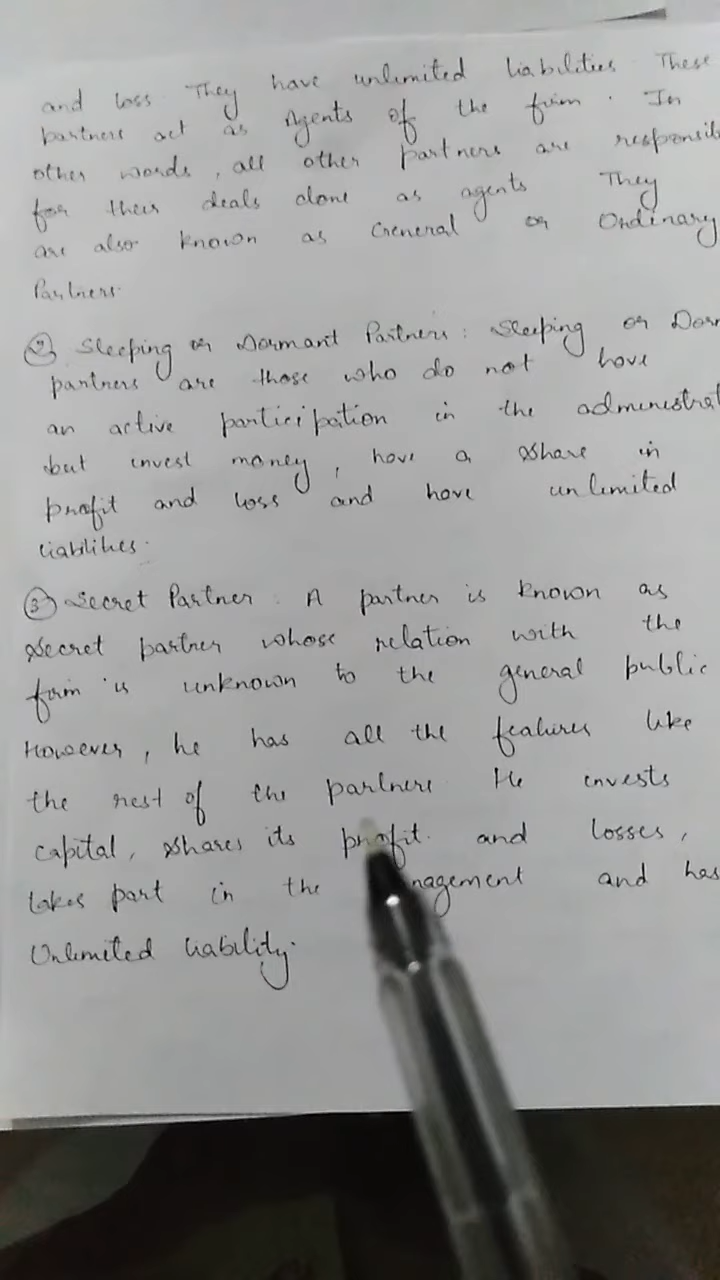 and loss They have unlimited liabilities These
partners act as Agents of the firm. In
other words, all other partners are responsi
for their deals done as agents They
are also known as General or Ordinary
Partners.
② Sleeping or Dormant Partners: Sleeping or Dor
partners are those who do not have
an active participation in the administrat
but invest money, have a share in
profit and loss and have unlimited
liabilities.
③ Secret Partner. A partner is known as
secret partner whose relation with the
firm is unknown to the general public
However, he has all the features like
the rest of the partners He invests
capital, shares its profit. and losses,
takes part in the nagement and has
Unlimited liability.